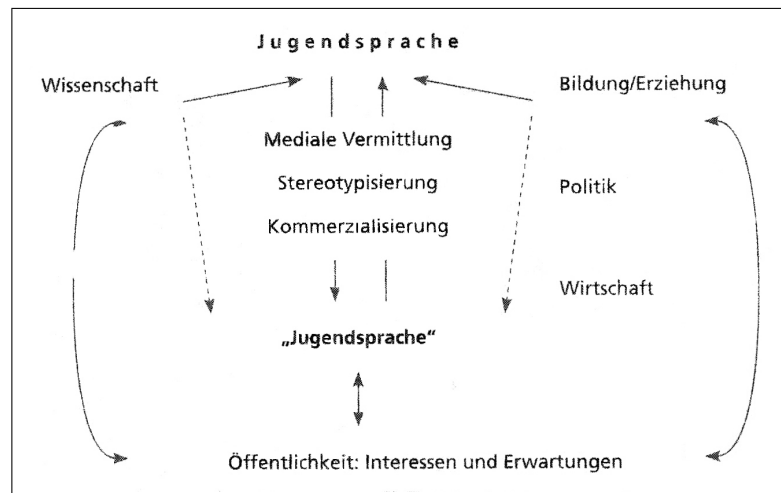 Jugendsprache
Wissenschaft
Bildung/Erziehung
Mediale Vermittlung
Stereotypisierung
Politik
Kommerzialisierung
Wirtschaft
„Jugendsprache“
Öffentlichkeit: Interessen und Erwartungen